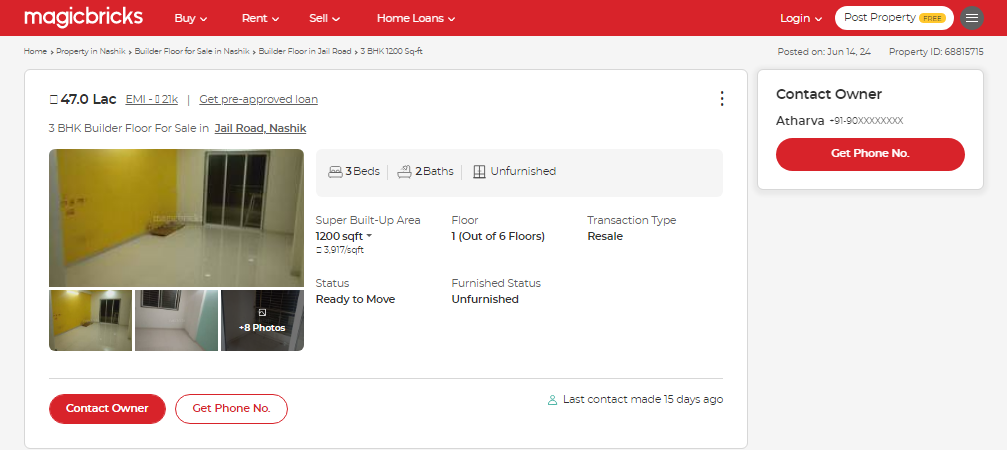 magicbricks Buy Rent Sell Home Loans Login Post Property FREE
Home > Property in Nashik > Builder Floor for Sale in Nashik > Builder Floor in Jail Road > 3 BHK 1200 Sq-ft Posted on: Jun 14, 24 Property ID: 68815715
47.0 Lac EMI - 21k | Get pre-approved loan
3 BHK Builder Floor For Sale in Jail Road, Nashik
magicbricks
+8 Photos
3 Beds 2 Baths Unfurnished
Super Built-Up Area Floor Transaction Type
1200 sqft 1 (Out of 6 Floors) Resale
3,917/sqft
Status Furnished Status
Ready to Move Unfurnished
Contact Owner Get Phone No. Last contact made 15 days ago
Contact Owner
Atharva +91-90XXXXXXXX
Get Phone No.